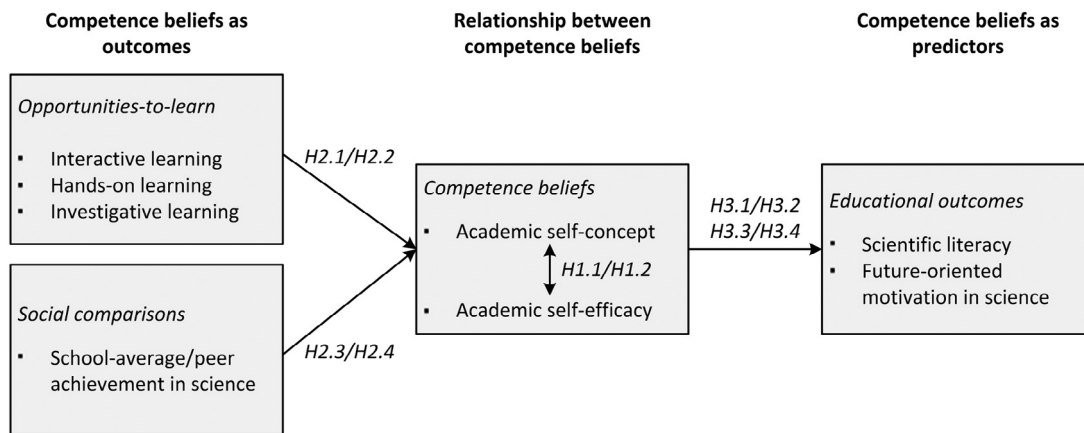 Competence beliefs as
outcomes
Relationship between
competence beliefs
Competence beliefs as
predictors
Opportunities-to-learn
▪ Interactive learning
▪ Hands-on learning
▪ Investigative learning
H2.1/H2.2
Social comparisons
▪ School-average/peer
achievement in science
H2.3/H2.4
Competence beliefs
▪ Academic self-concept
H1.1/H1.2
▪ Academic self-efficacy
H3.1/H3.2
H3.3/H3.4
Educational outcomes
▪ Scientific literacy
▪ Future-oriented
motivation in science